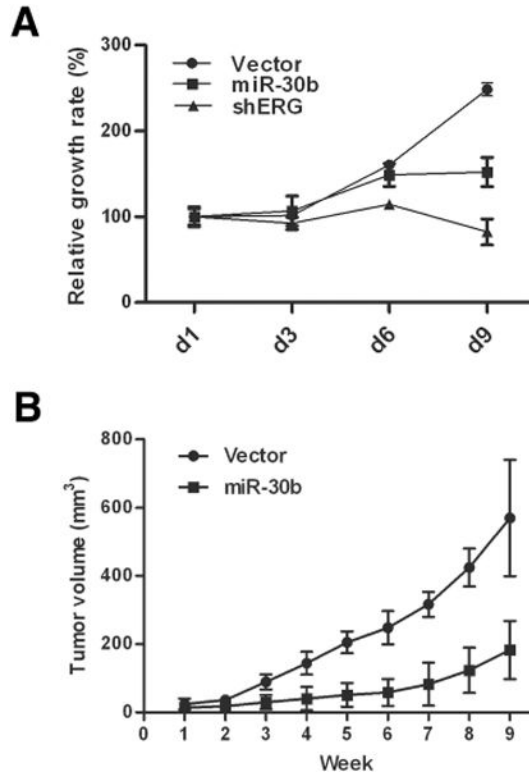 A
Relative growth rate (%)
300
200
100
0
Vector
miR-30b
shERG
d1 d3 d6 d9
B
Tumor volume (mm³)
800
600
400
200
0
Vector
miR-30b
0 1 2 3 4 5 6 7 8 9
Week